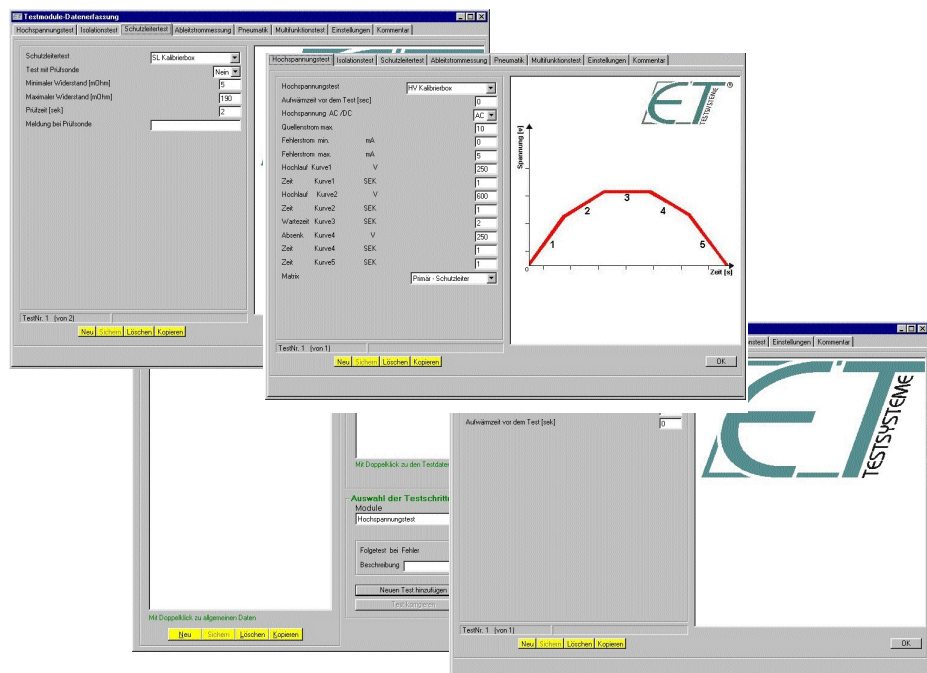 Testmodule-Datenerfassung
Hochspannungstest Isolationstest Schutzleitertest Ableitstrommessung Pneumatik Multifunktionstest Einstellungen Kommentar
Schutzleitertest SL Kalibrierbox
Test mit Prüfsonde Nein
Minimaler Widerstand [mOhm] 5
Maximaler Widerstand [mOhm] 190
Prüfzeit [sek] 2
Meldung bei Prüfsonde
TestNr. 1 (von 2)
Neu Sichern Löschen Kopieren
Hochspannungstest Isolationstest Schutzleitertest Ableitstrommessung Pneumatik Multifunktionstest Einstellungen Kommentar
Hochspannungstest HV Kalibrierbox
Aufwärmzeit vor dem Test [sec] 0
Hochspannung AC /DC AC
Quellenstrom max. 10
Fehlerstrom min. mA 0
Fehlerstrom max. mA 5
Hochlauf Kurve1 V 250
Zeit Kurve1 SEK 1
Hochlauf Kurve2 V 600
Zeit Kurve2 SEK 1
Wartezeit Kurve3 SEK 2
Absenk. Kurve4 V 250
Zeit Kurve4 SEK 1
Zeit Kurve5 SEK 1
Matrix Primär - Schutzleiter
TestNr. 1 (von 1)
Neu Sichern Löschen Kopieren
OK
ET TESTSYSTEME ®
Spannung [v]
1
2
3
4
5
0
Zeit [s]
Mit Doppelklick zu den Testdaten
Auswahl der Testschritte
Module
Hochspannungstest
Folgetest bei Fehler
Beschreibung
Neuen Test hinzufügen
Test kopieren
Mit Doppelklick zu allgemeinen Daten
Neu Sichern Löschen Kopieren
Einstellungen Kommentar
Aufwärmzeit vor dem Test [sek] 0
ET TESTSYSTEME
TestNr. 1 (von 1)
Neu Sichern Löschen Kopieren
OK